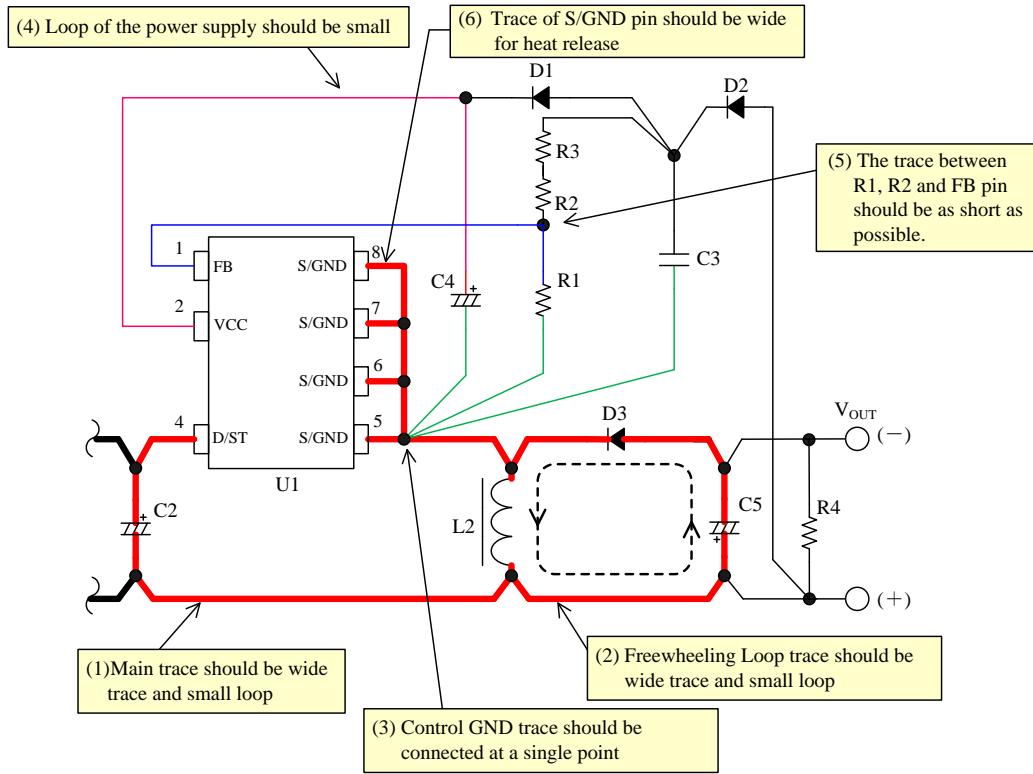 (4) Loop of the power supply should be small
(6) Trace of S/GND pin should be wide
for heat release
D1
D2
R3
(5) The trace between
R1, R2 and FB pin
should be as short as
possible.
R2
1
8
FB
S/GND
C4
+
R1
C3
2
7
VCC
S/GND
6
S/GND
4
5
D/ST
S/GND
D3
VOUT
(−)
U1
C2
+
L2
C5
+
R4
(+)
(1)Main trace should be wide
trace and small loop
(2) Freewheeling Loop trace should be
wide trace and small loop
(3) Control GND trace should be
connected at a single point